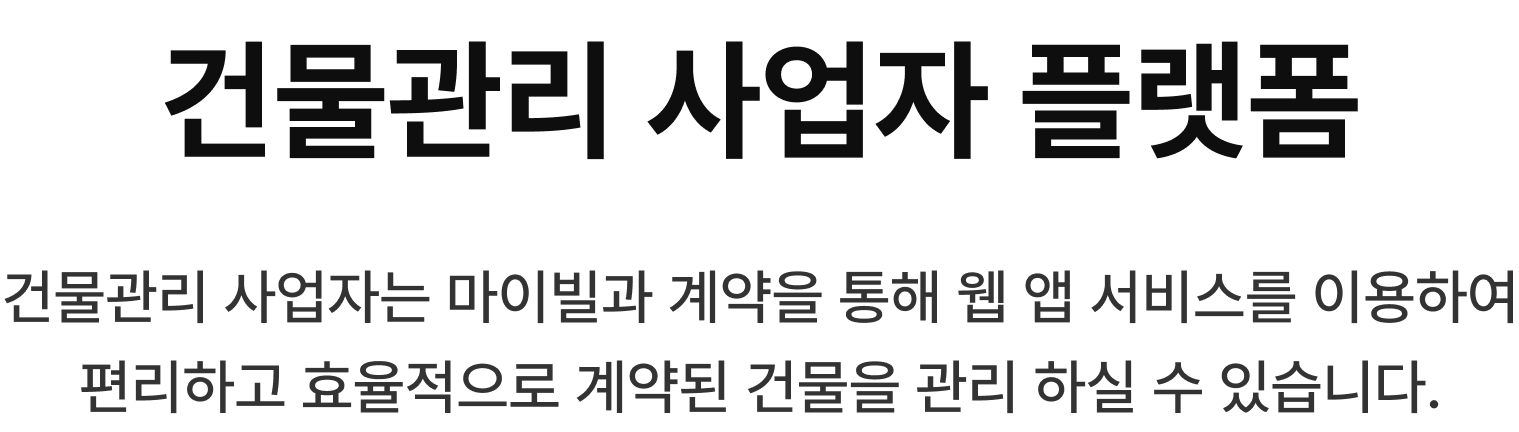 건물관리 사업자 플랫폼
건물관리 사업자는 마이빌과 계약을 통해 웹 앱 서비스를 이용하여
편리하고 효율적으로 계약된 건물을 관리 하실 수 있습니다.